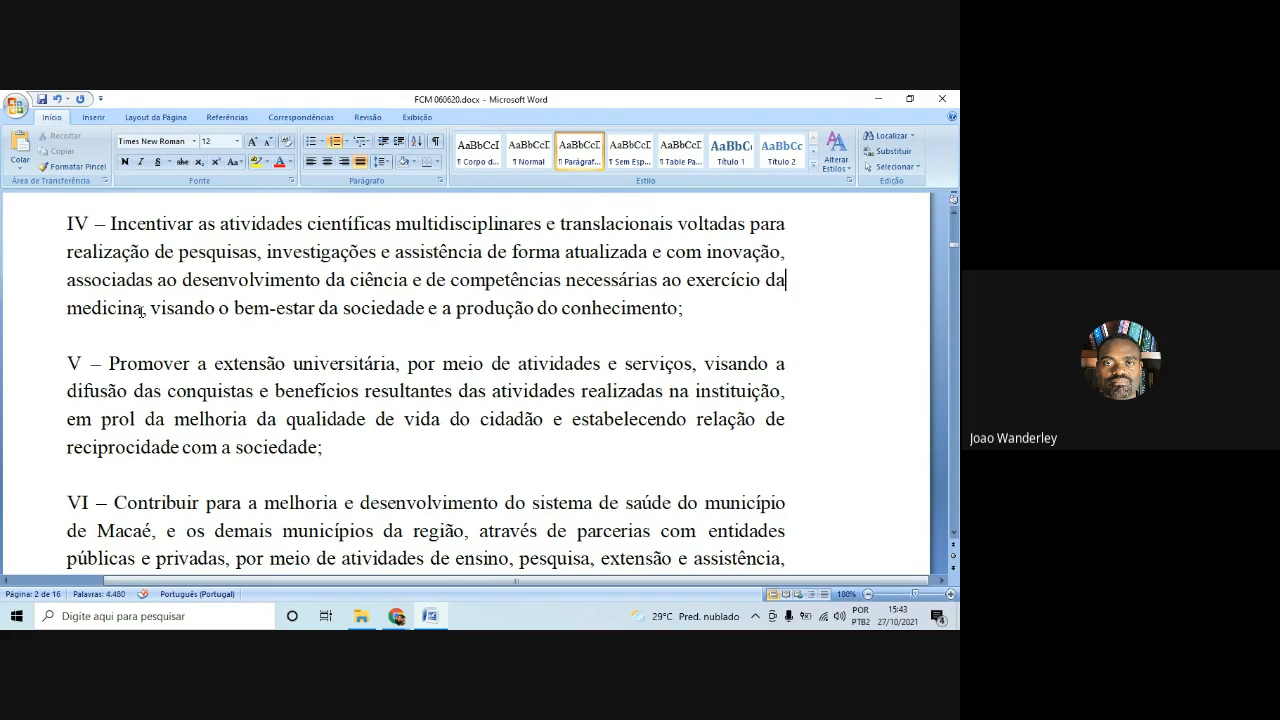 FCM 060620.docx - Microsoft Word
Início Inserir Layout da Página Referências Correspondências Revisão Exibição
Colar
Recortar
Copiar
Formatar Pincel
Área de Transferência
Times New Roman 12
N I S abe x₂ x² Aa A
Fonte
Parágrafo
AaBbCcI AaBbCcI AaBbCcI AaBbCcI AaBbCcI AaBbC AaBbCc
¶ Corpo d... ¶ Normal ¶ Parágraf... ¶ Sem Esp... ¶ Table Pa... Título 1 Título 2
Alterar
Estilos
Estilo
Localizar
Substituir
Selecionar
Edição
IV – Incentivar as atividades científicas multidisciplinares e translacionais voltadas para
realização de pesquisas, investigações e assistência de forma atualizada e com inovação,
associadas ao desenvolvimento da ciência e de competências necessárias ao exercício da
medicina, visando o bem-estar da sociedade e a produção do conhecimento;
V – Promover a extensão universitária, por meio de atividades e serviços, visando a
difusão das conquistas e benefícios resultantes das atividades realizadas na instituição,
em prol da melhoria da qualidade de vida do cidadão e estabelecendo relação de
reciprocidade com a sociedade;
VI – Contribuir para a melhoria e desenvolvimento do sistema de saúde do município
de Macaé, e os demais municípios da região, através de parcerias com entidades
públicas e privadas, por meio de atividades de ensino, pesquisa, extensão e assistência,
Página: 2 de 16 Palavras: 4.480 Português (Portugal) 180%
Digite aqui para pesquisar
29°C Pred. nublado
POR
PTB2
15:43
27/10/2021
4
Joao Wanderley